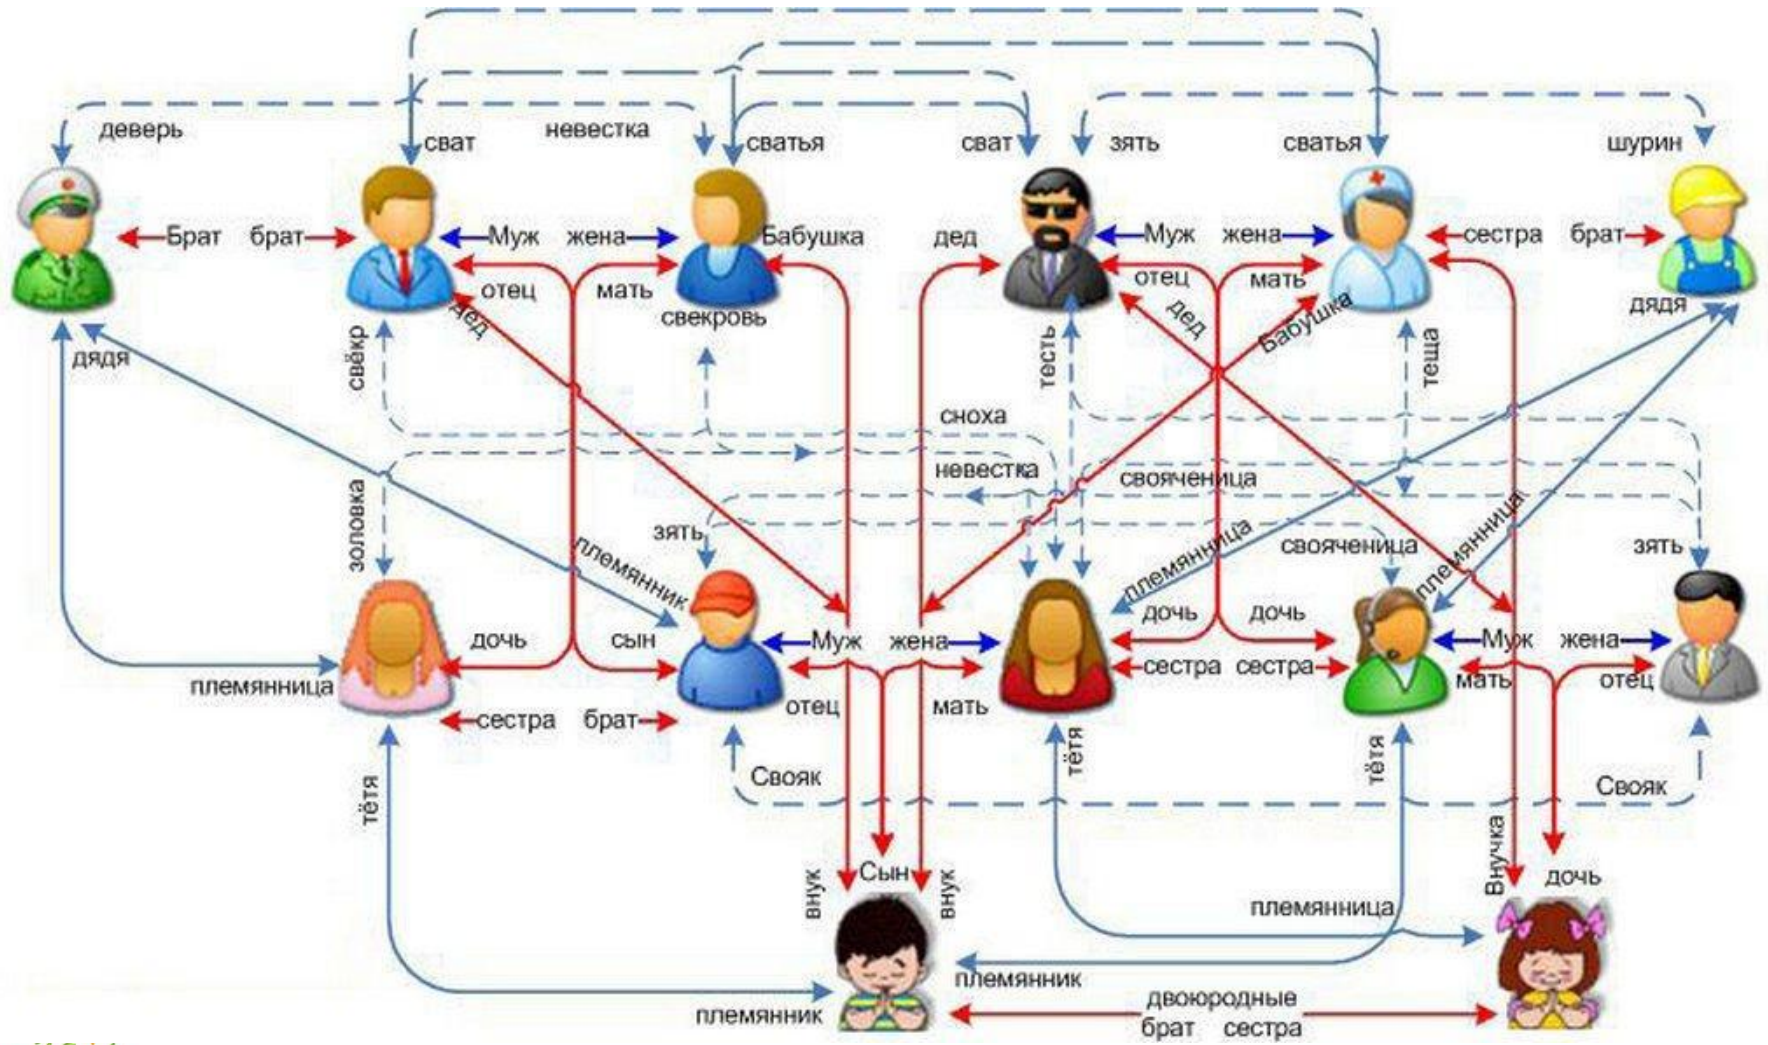 деверь
невестка
сват
сватья
сват
зять
сватья
шурин
Брат
брат
Муж
жена
Бабушка
дед
Муж
жена
сестра
брат
отец
мать
отец
мать
дед
свекровь
дед
Бабушка
дядя
дядя
свёкр
тесть
теща
сноха
невестка
свояченица
золовка
зять
племянник
племянница
свояченица
племянница
зять
дочь
сын
Муж
жена
дочь
дочь
Муж
жена
племянница
сестра
сестра
мать
отец
сестра
брат
отец
мать
тётя
Свояк
тётя
тётя
Свояк
внук
Сын
внук
Внучка
дочь
племянница
племянник
племянник
двоюродные
брат сестра